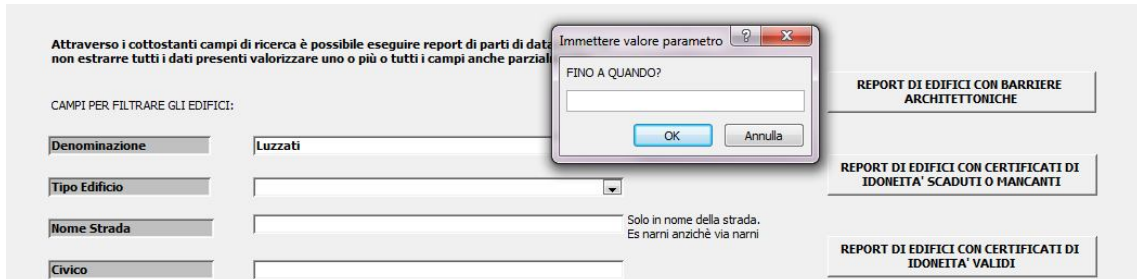 Attraverso i cottostanti campi di ricerca è possibile eseguire report di parti di data
non estrarre tutti i dati presenti valorizzare uno o più o tutti i campi anche parzial
Immettere valore parametro
FINO A QUANDO?
OK Annulla
CAMPI PER FILTRARE GLI EDIFICI:
Denominazione Luzzati
Tipo Edificio
Nome Strada
Solo in nome della strada.
Es narni anzichè via narni
Civico
REPORT DI EDIFICI CON BARRIERE
ARCHITETTONICHE
REPORT DI EDIFICI CON CERTIFICATI DI
IDONEITA' SCADUTI O MANCANTI
REPORT DI EDIFICI CON CERTIFICATI DI
IDONEITA' VALIDI